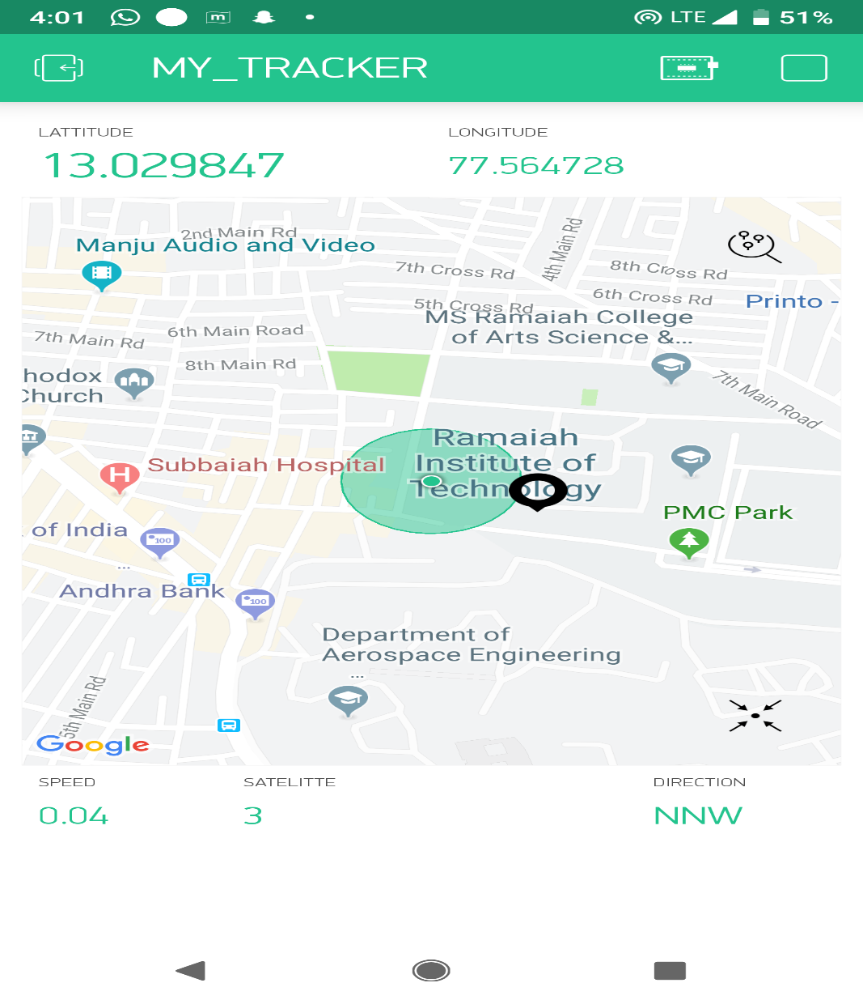 4:01
m
LTE
51%
MY_TRACKER
LATTITUDE
LONGITUDE
13.029847
77.564728
2nd Main Rd
Manju Audio and Video
4th Main Rd
7th Cross Rd
8th Cross Rd
6th Cross Rd
Printo -
5th Cross Rd
MS Ramaiah College
of Arts Science &...
7th Main Rd
6th Main Road
8th Main Rd
hodox
Church
7th Main Road
Ramaiah
Institute of
Technology
Subbaiah Hospital
H
PMC Park
of India
100
...
Andhra Bank
100
Department of
Aerospace Engineering
...
5th Main Rd
Google
SPEED
SATELITTE
DIRECTION
0.04
3
NNW